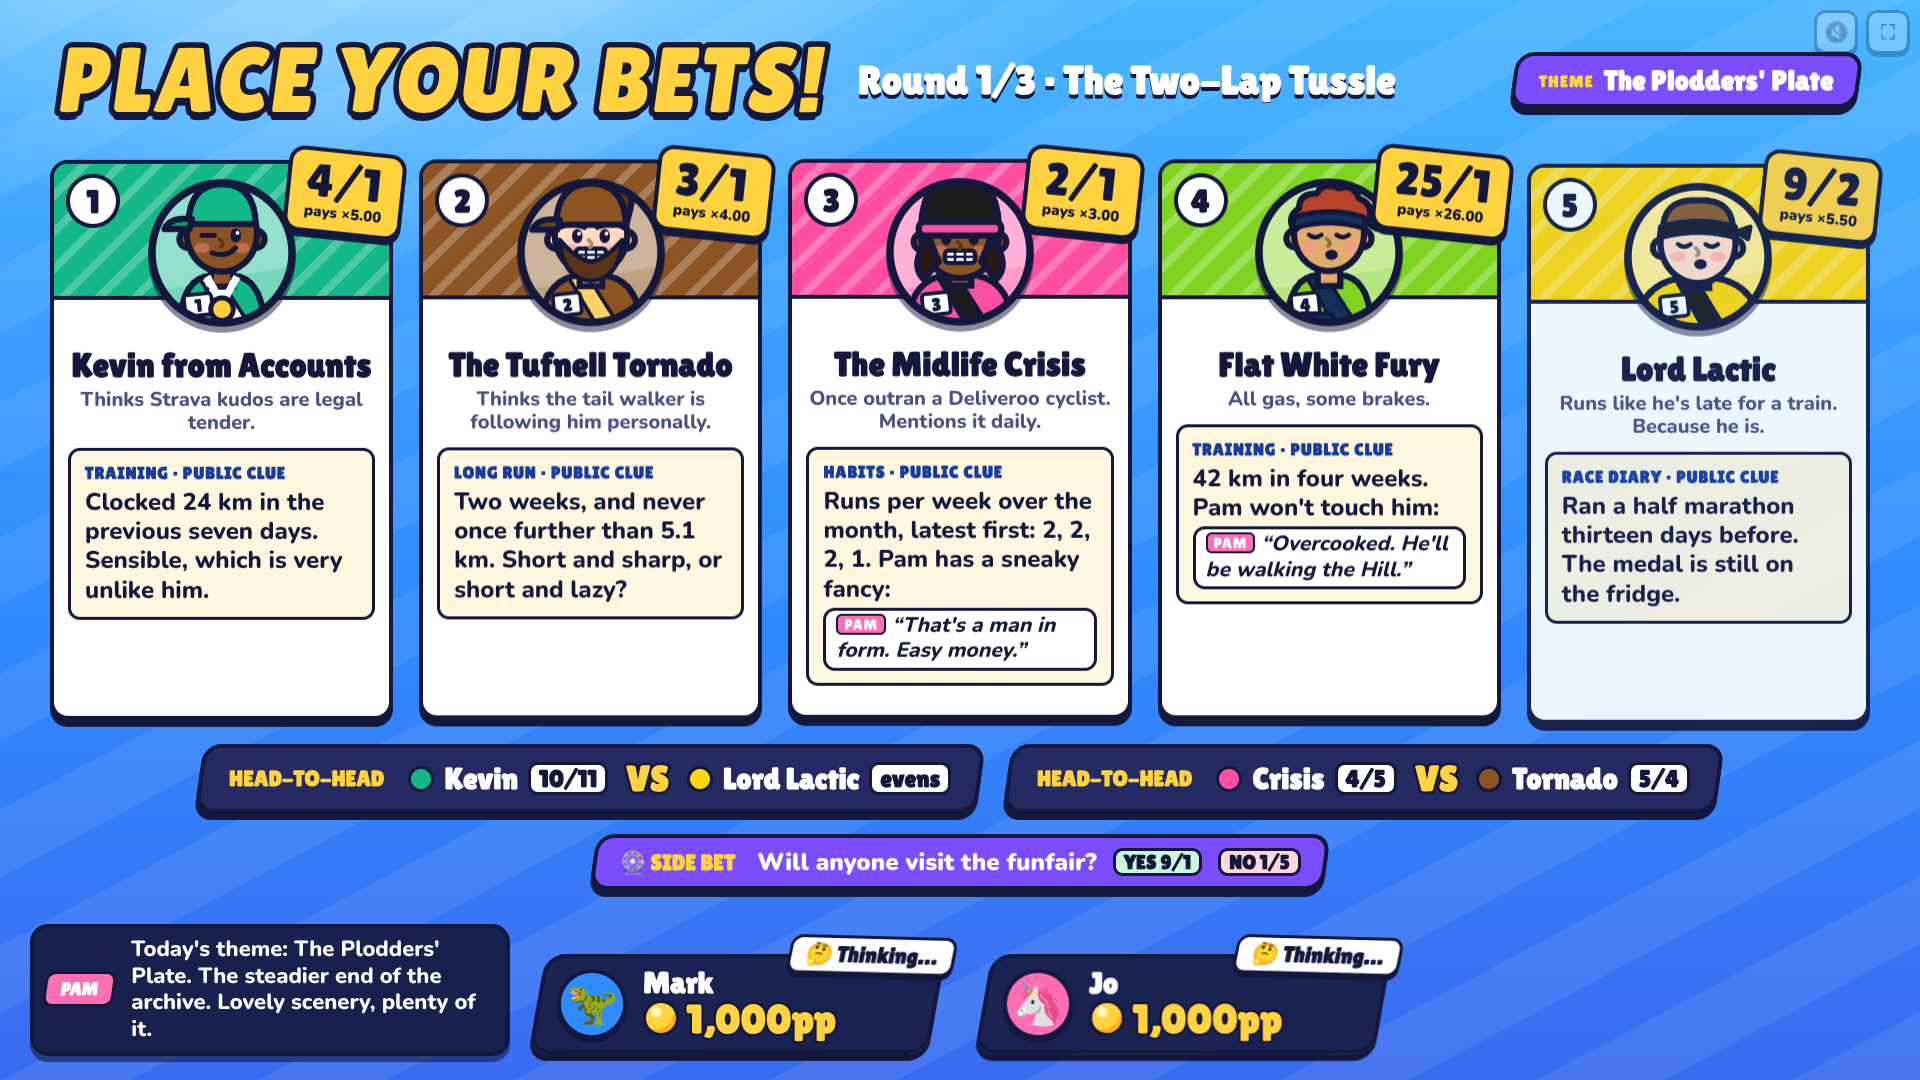 PLACE YOUR BETS!
Round 1/3 · The Two-Lap Tussle
THEME The Plodders' Plate
1
4/1
pays ×5.00
1
Kevin from Accounts
Thinks Strava kudos are legal
tender.
TRAINING · PUBLIC CLUE
Clocked 24 km in the
previous seven days.
Sensible, which is very
unlike him.
2
3/1
pays ×4.00
2
The Tufnell Tornado
Thinks the tail walker is
following him personally.
LONG RUN · PUBLIC CLUE
Two weeks, and never
once further than 5.1
km. Short and sharp, or
short and lazy?
3
2/1
pays ×3.00
3
The Midlife Crisis
Once outran a Deliveroo cyclist.
Mentions it daily.
HABITS · PUBLIC CLUE
Runs per week over the
month, latest first: 2, 2,
2, 1. Pam has a sneaky
fancy:
PAM “That's a man in
form. Easy money.”
4
25/1
pays ×26.00
4
Flat White Fury
All gas, some brakes.
TRAINING · PUBLIC CLUE
42 km in four weeks.
Pam won't touch him:
PAM “Overcooked. He'll
be walking the Hill.”
5
9/2
pays ×5.50
5
Lord Lactic
Runs like he's late for a train.
Because he is.
RACE DIARY · PUBLIC CLUE
Ran a half marathon
thirteen days before.
The medal is still on
the fridge.
HEAD-TO-HEAD Kevin 10/11 VS Lord Lactic evens
HEAD-TO-HEAD Crisis 4/5 VS Tornado 5/4
SIDE BET Will anyone visit the funfair? YES 9/1 NO 1/5
PAM
Today's theme: The Plodders'
Plate. The steadier end of the
archive. Lovely scenery, plenty of
it.
Thinking...
Mark
1,000pp
Thinking...
Jo
1,000pp